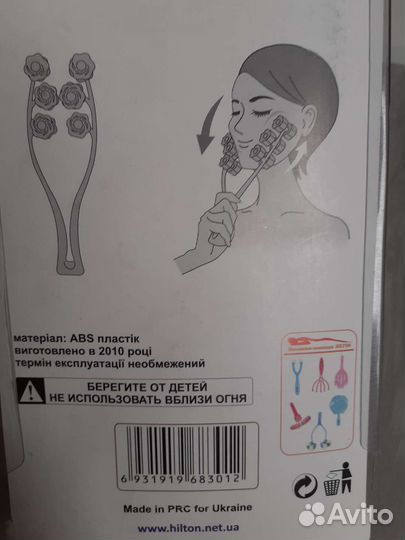 матеріал: ABS пластік
виготовлено в 2010 році
термін експлуатації необмежений
БЕРЕГИТЕ ОТ ДЕТЕЙ
НЕ ИСПОЛЬЗОВАТЬ ВБЛИЗИ ОГНЯ
6 931919 683012
Made in PRC for Ukraine
www.hilton.net.ua
Avito